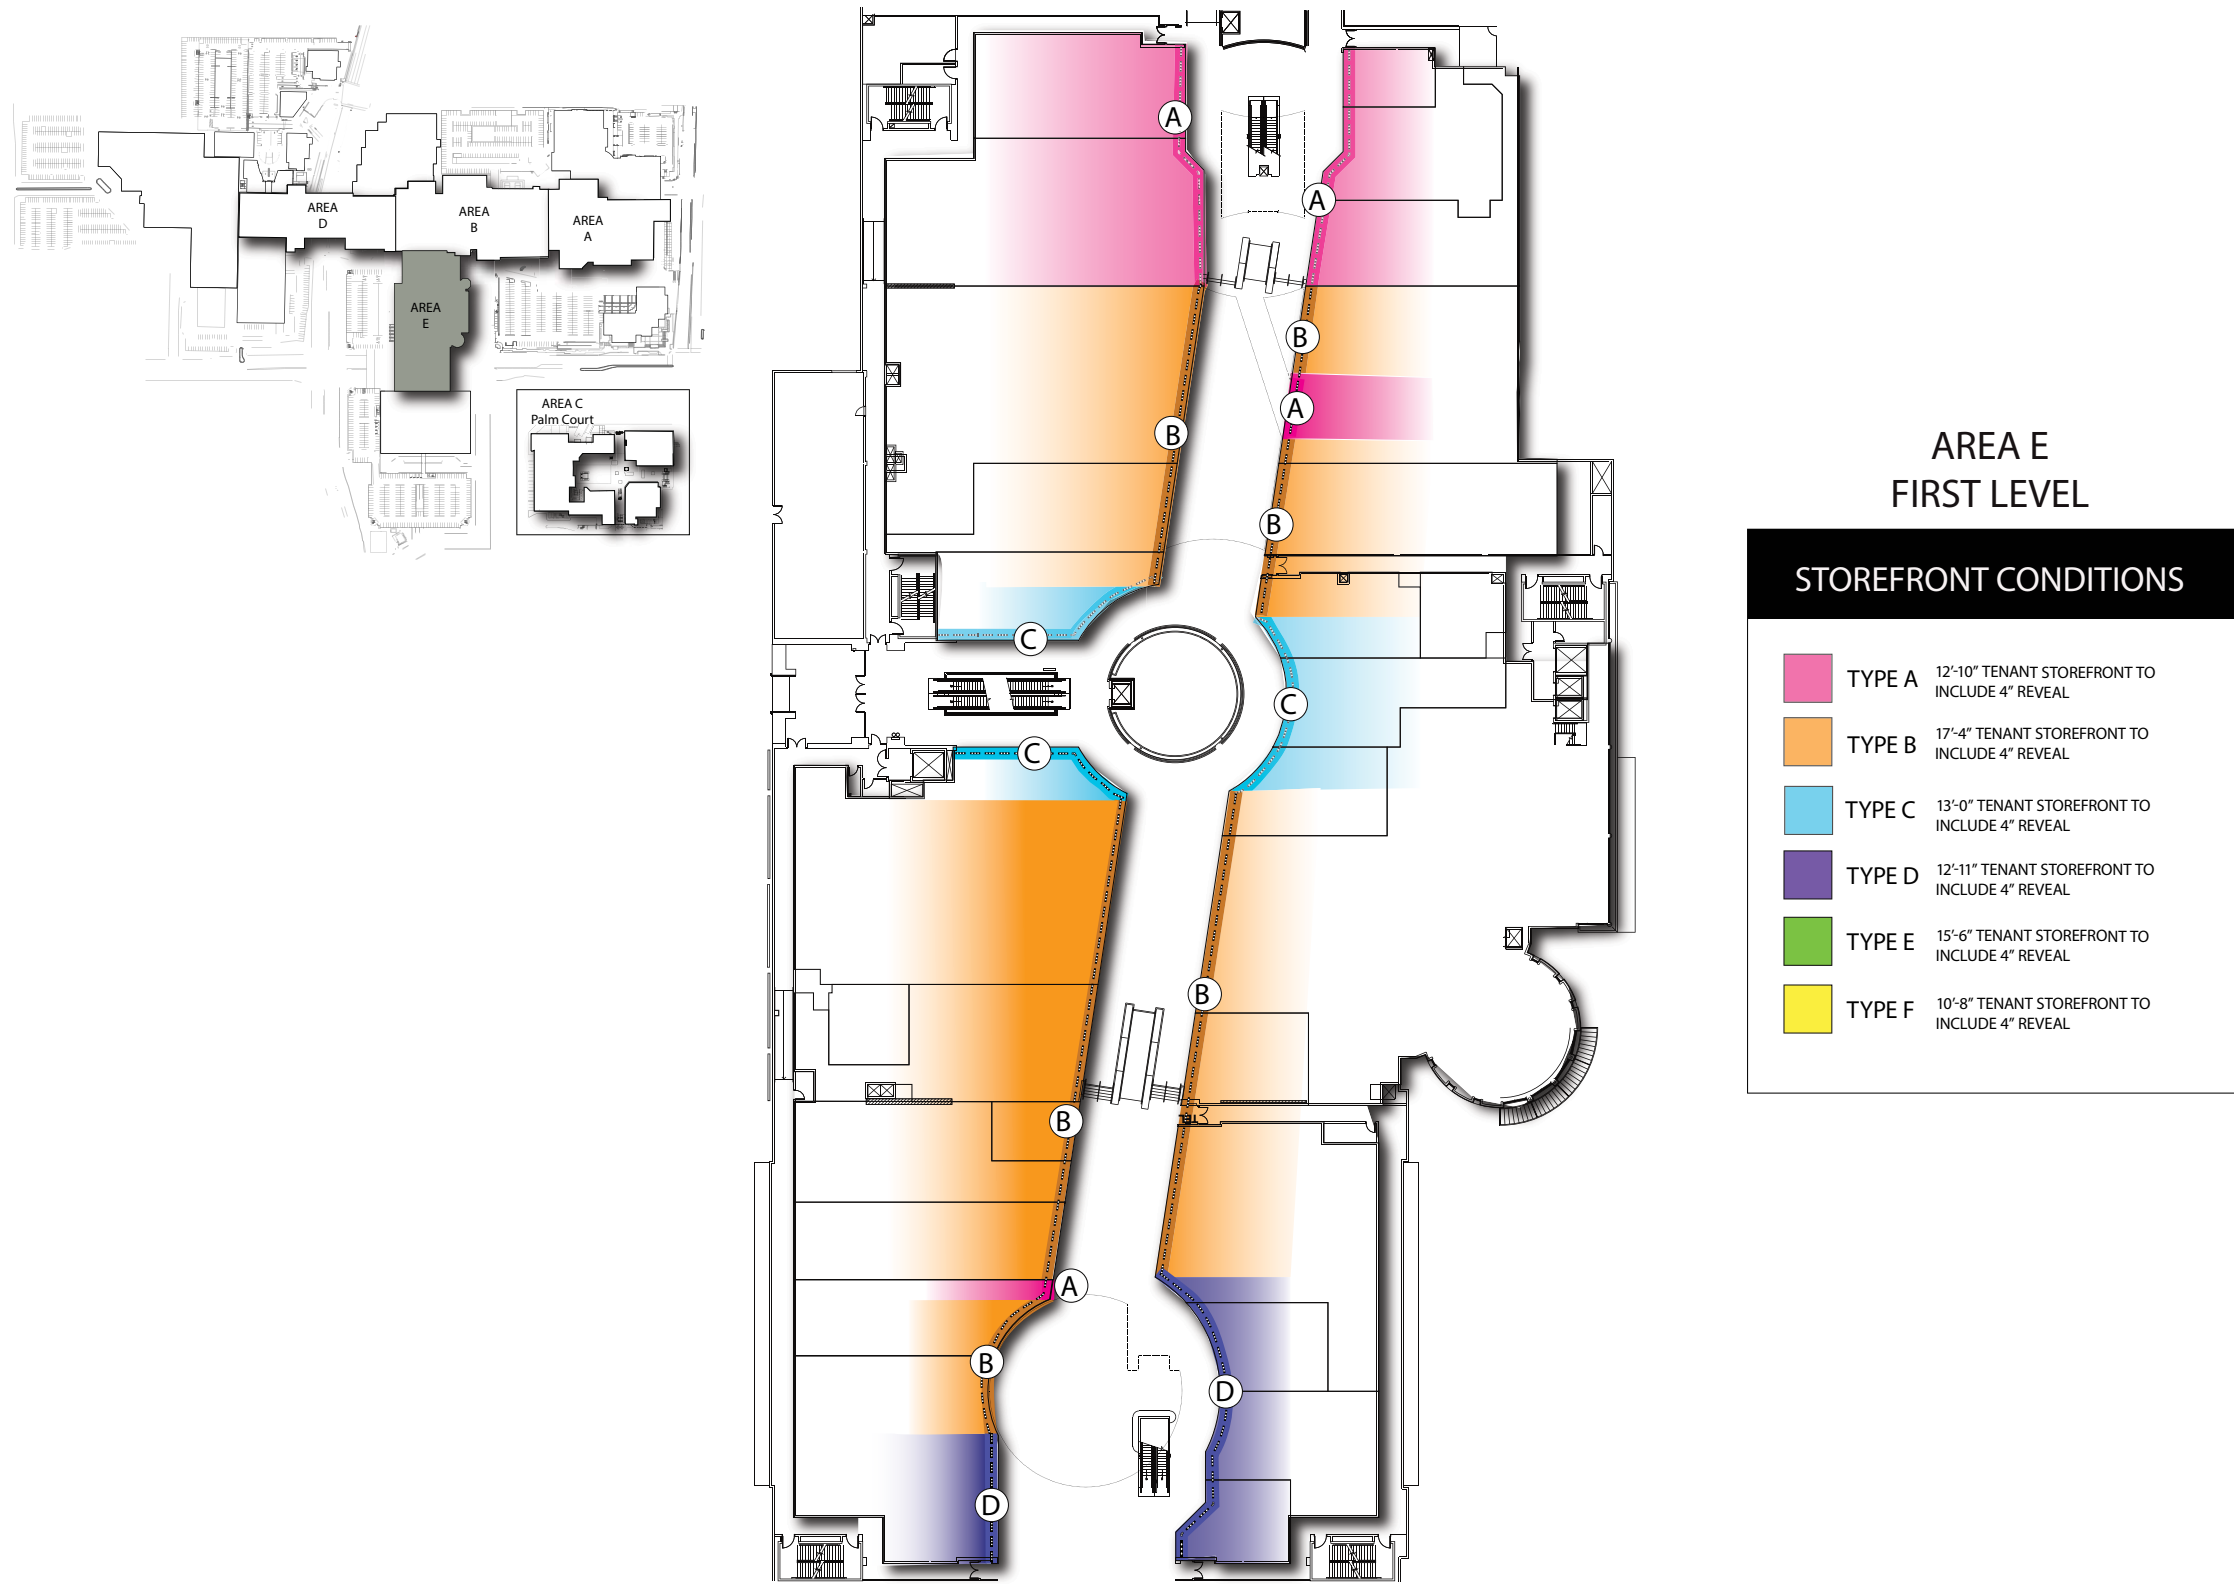 AREA
D
AREA
B
AREA
A
AREA
E
AREA C
Palm Court
A
A
B
A
B
B
C
C
C
B
B
A
B
D
D
AREA E
FIRST LEVEL
STOREFRONT CONDITIONS
TYPE A 12'-10" TENANT STOREFRONT TO
INCLUDE 4" REVEAL
TYPE B 17'-4" TENANT STOREFRONT TO
INCLUDE 4" REVEAL
TYPE C 13'-0" TENANT STOREFRONT TO
INCLUDE 4" REVEAL
TYPE D 12'-11" TENANT STOREFRONT TO
INCLUDE 4" REVEAL
TYPE E 15'-6" TENANT STOREFRONT TO
INCLUDE 4" REVEAL
TYPE F 10'-8" TENANT STOREFRONT TO
INCLUDE 4" REVEAL